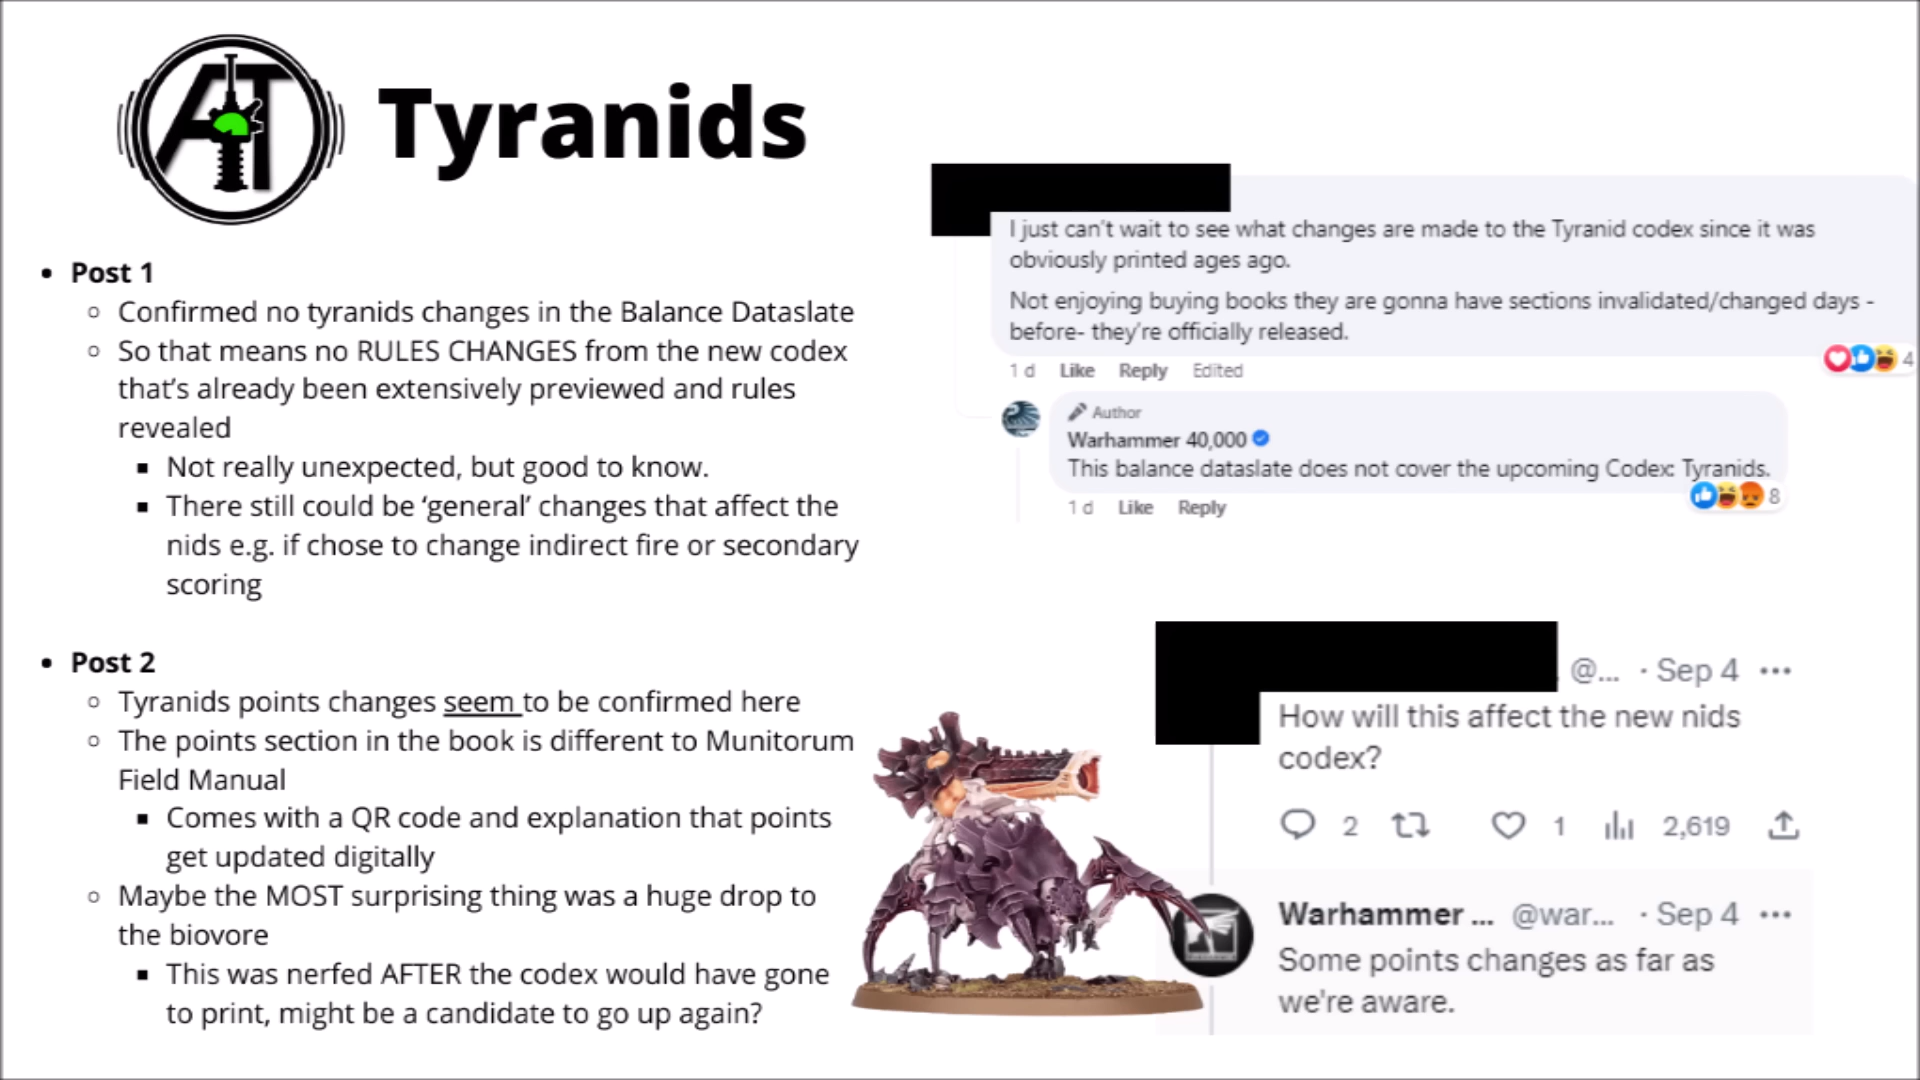 AT
Tyranids
• Post 1
○ Confirmed no tyranids changes in the Balance Dataslate
○ So that means no RULES CHANGES from the new codex
that's already been extensively previewed and rules
revealed
▪ Not really unexpected, but good to know.
▪ There still could be ‘general’ changes that affect the
nids e.g. if chose to change indirect fire or secondary
scoring
• Post 2
○ Tyranids points changes seem to be confirmed here
○ The points section in the book is different to Munitorum
Field Manual
▪ Comes with a QR code and explanation that points
get updated digitally
○ Maybe the MOST surprising thing was a huge drop to
the biovore
▪ This was nerfed AFTER the codex would have gone
to print, might be a candidate to go up again?
I just can't wait to see what changes are made to the Tyranid codex since it was
obviously printed ages ago.
Not enjoying buying books they are gonna have sections invalidated/changed days -
before- they're officially released.
1 d Like Reply Edited 4
Author
Warhammer 40,000
This balance dataslate does not cover the upcoming Codex: Tyranids.
1 d Like Reply 8
@... · Sep 4 ...
How will this affect the new nids
codex?
2 1 2,619
Warhammer ... @war... · Sep 4 ...
Some points changes as far as
we're aware.